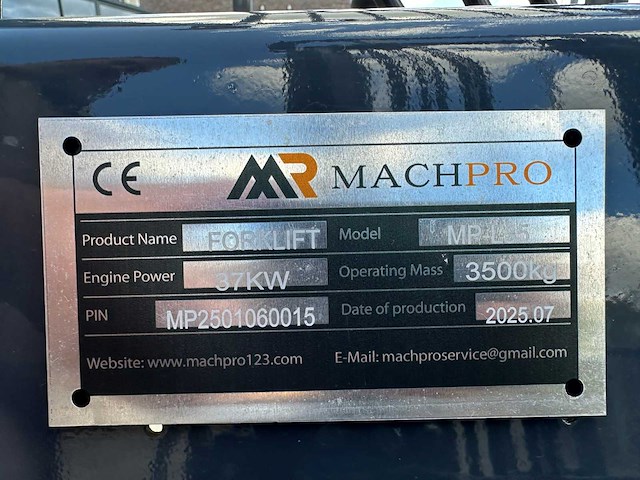 CE MACHPRO
Product Name FORKLIFT Model
Engine Power 37KW Operating Mass 3500kg
PIN MP2501060015 Date of production 2025.07
Website: www.machpro123.com E-Mail: machproservice@gmail.com